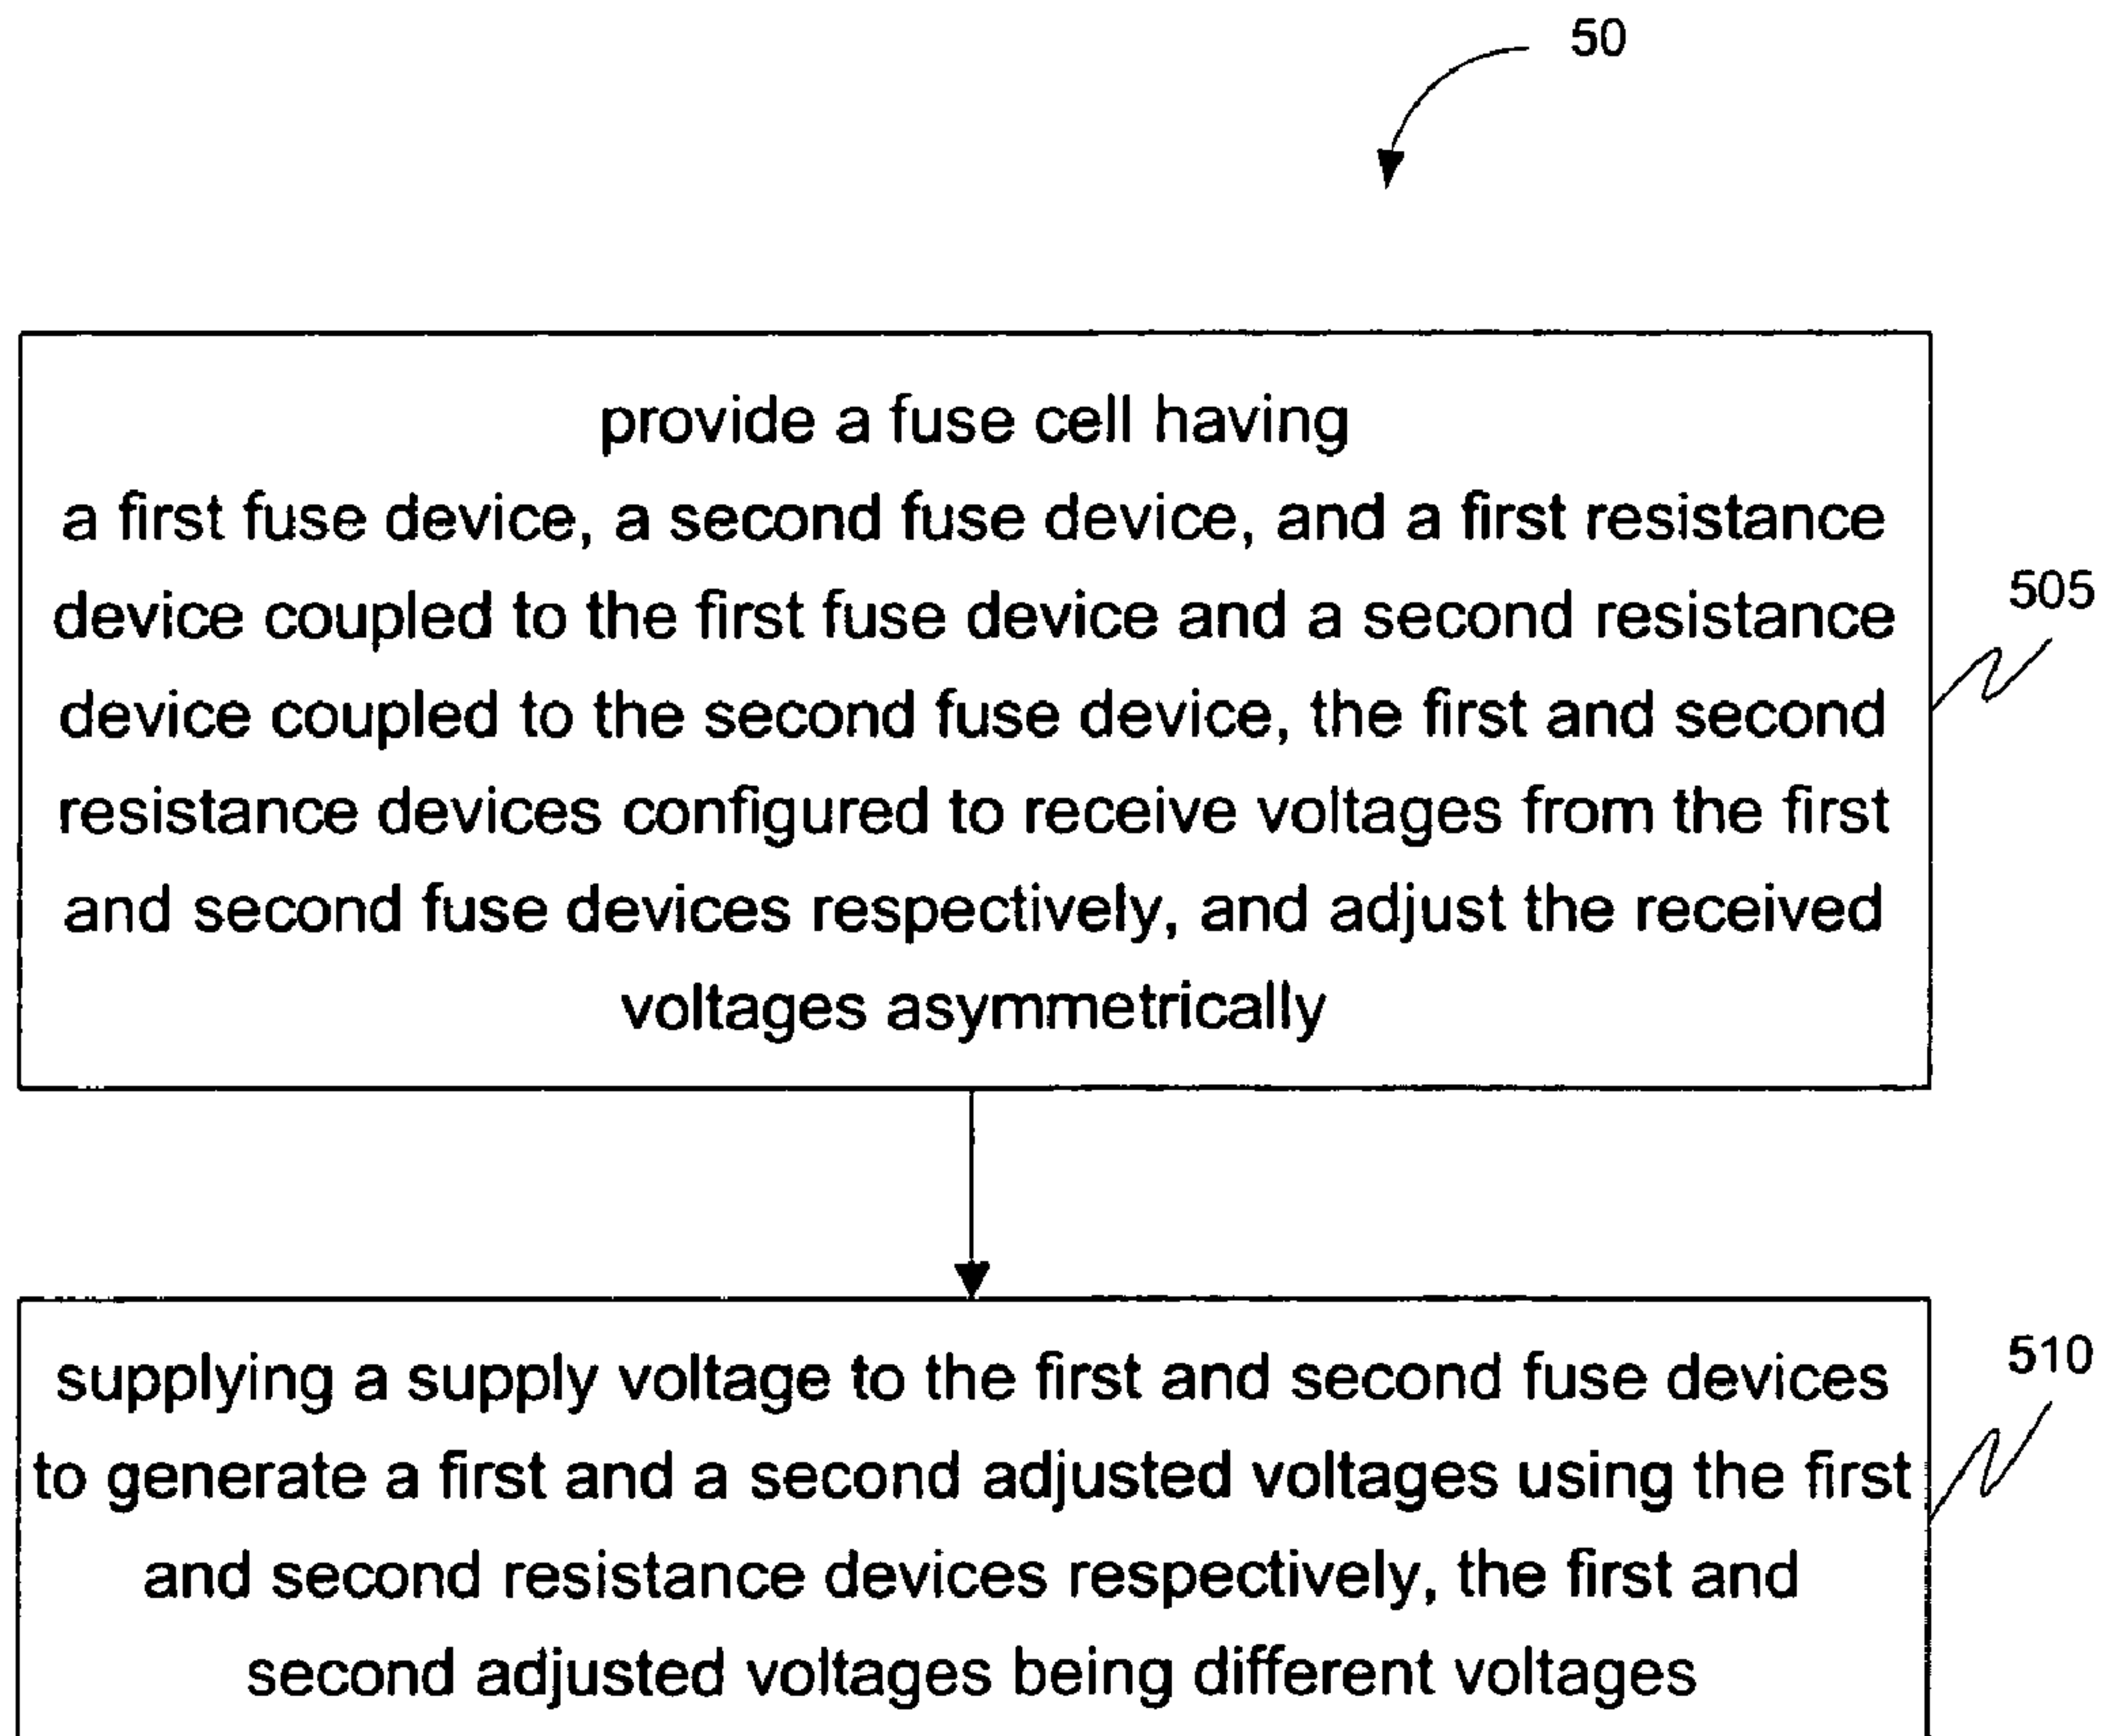 50
provide a fuse cell having
a first fuse device, a second fuse device, and a first resistance
device coupled to the first fuse device and a second resistance
device coupled to the second fuse device, the first and second
resistance devices configured to receive voltages from the first
and second fuse devices respectively, and adjust the received
voltages asymmetrically
505
supplying a supply voltage to the first and second fuse devices
to generate a first and a second adjusted voltages using the first
and second resistance devices respectively, the first and
second adjusted voltages being different voltages
510